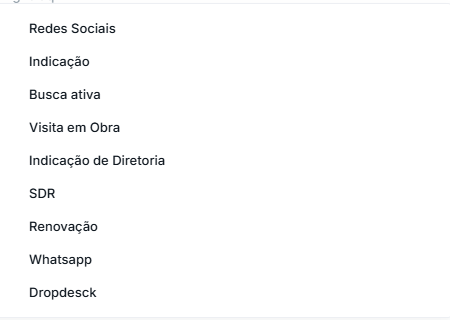 Redes Sociais
Indicação
Busca ativa
Visita em Obra
Indicação de Diretoria
SDR
Renovação
Whatsapp
Dropdesck